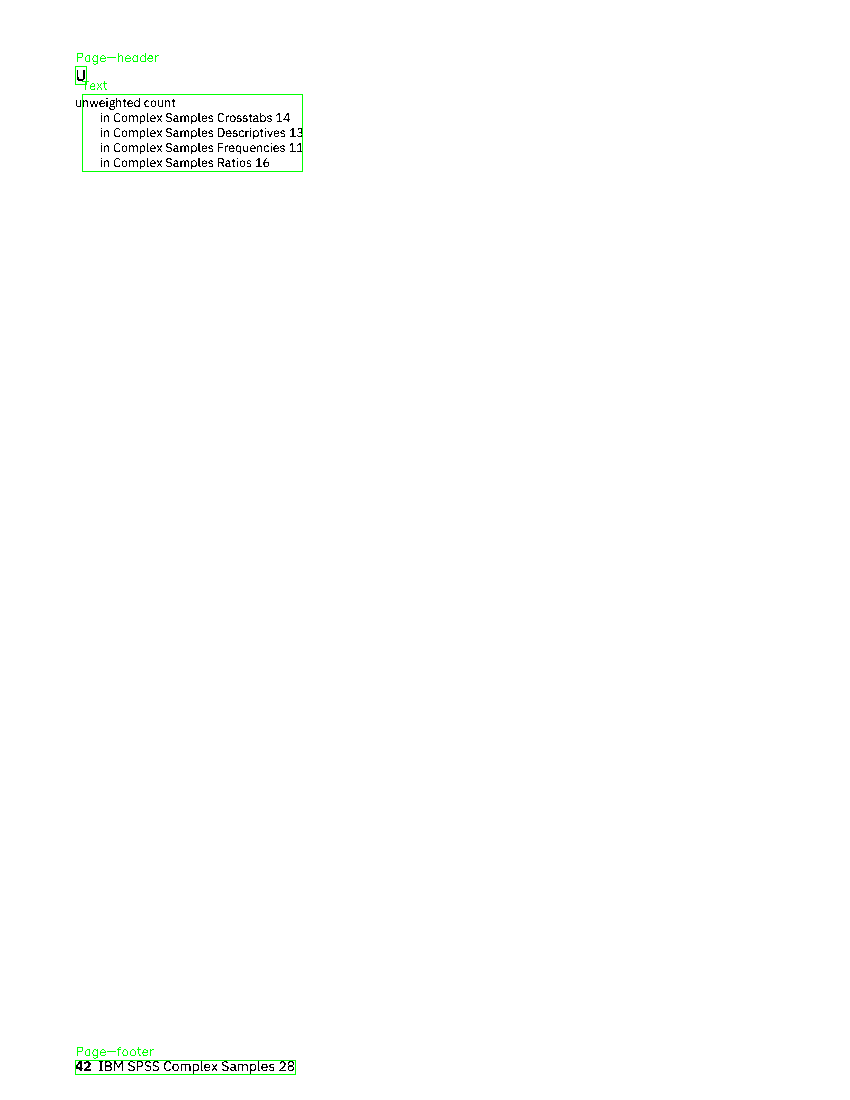 Page-header
U
Text
unweighted count
in Complex Samples Crosstabs 14
in Complex Samples Descriptives 13
in Complex Samples Frequencies 11
in Complex Samples Ratios 16
Page-footer
42 IBM SPSS Complex Samples 28